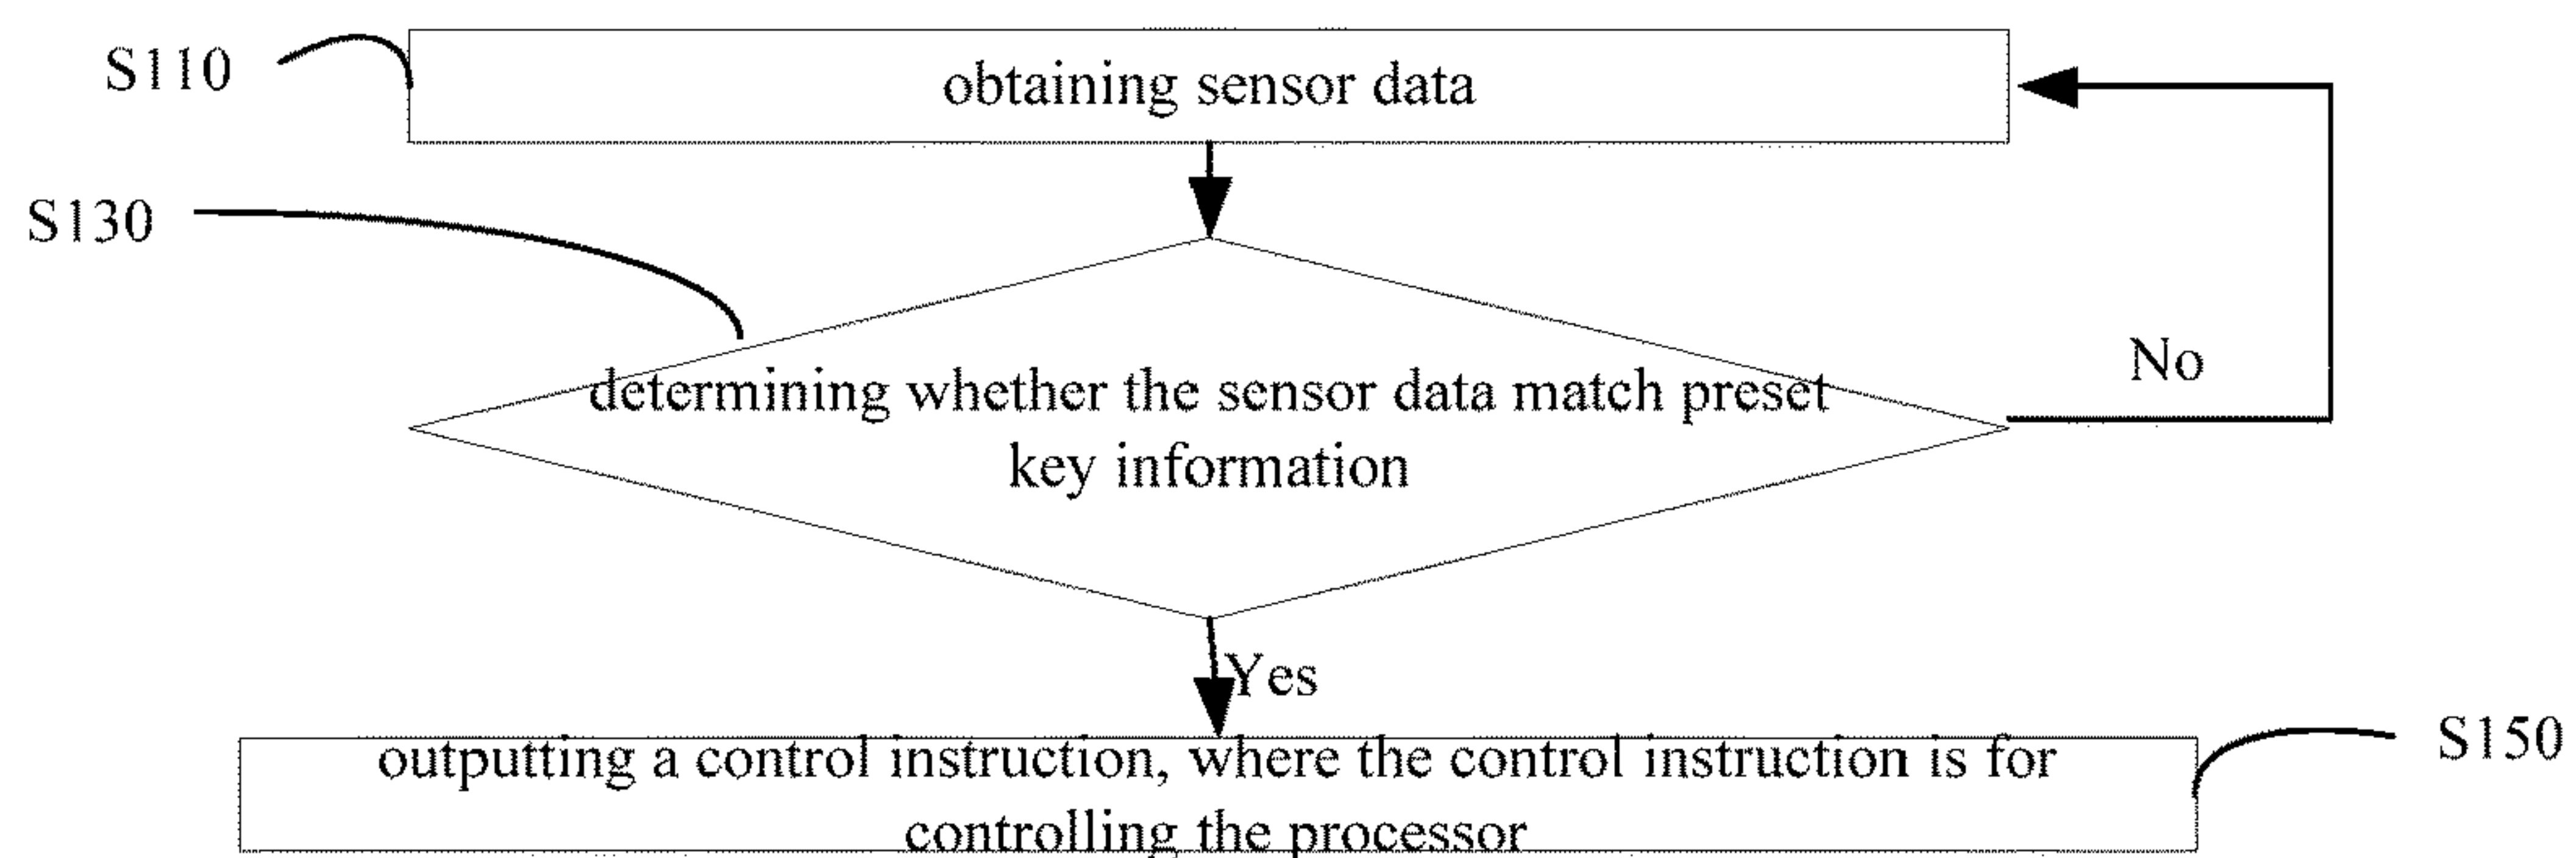 S110
obtaining sensor data
S130
determining whether the sensor data match preset
key information
No
Yes
outputting a control instruction, where the control instruction is for
controlling the processor
S150